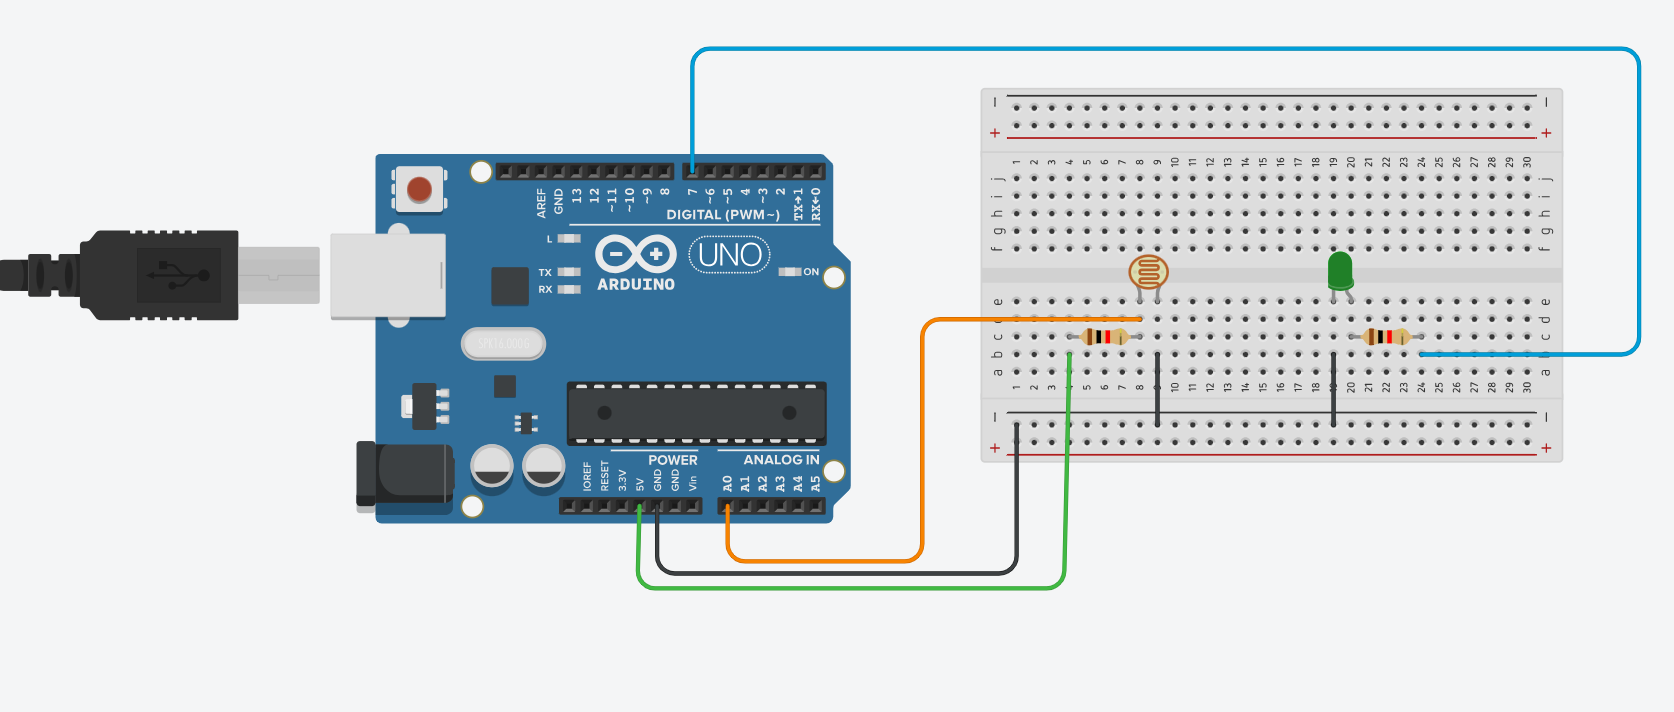 − −
+ +
1 2 3 4 5 6 7 8 9 10 11 12 13 14 15 16 17 18 19 20 21 22 23 24 25 26 27 28 29 30
j j
i i
h h
g g
f f
AREF GND 13 12 ~11 ~10 ~9 8 7 ~6 ~5 4 ~3 2 TX→1 RX←0
DIGITAL (PWM~)
L
TX
RX
UNO
ON
ARDUINO
e e
d d
c c
b b
a a
1 2 3 4 5 6 7 8 9 10 11 12 13 14 15 16 17 18 19 20 21 22 23 24 25 26 27 28 29 30
− −
+ +
POWER ANALOG IN
IOREF RESET 3.3V 5V GND GND Vin A0 A1 A2 A3 A4 A5